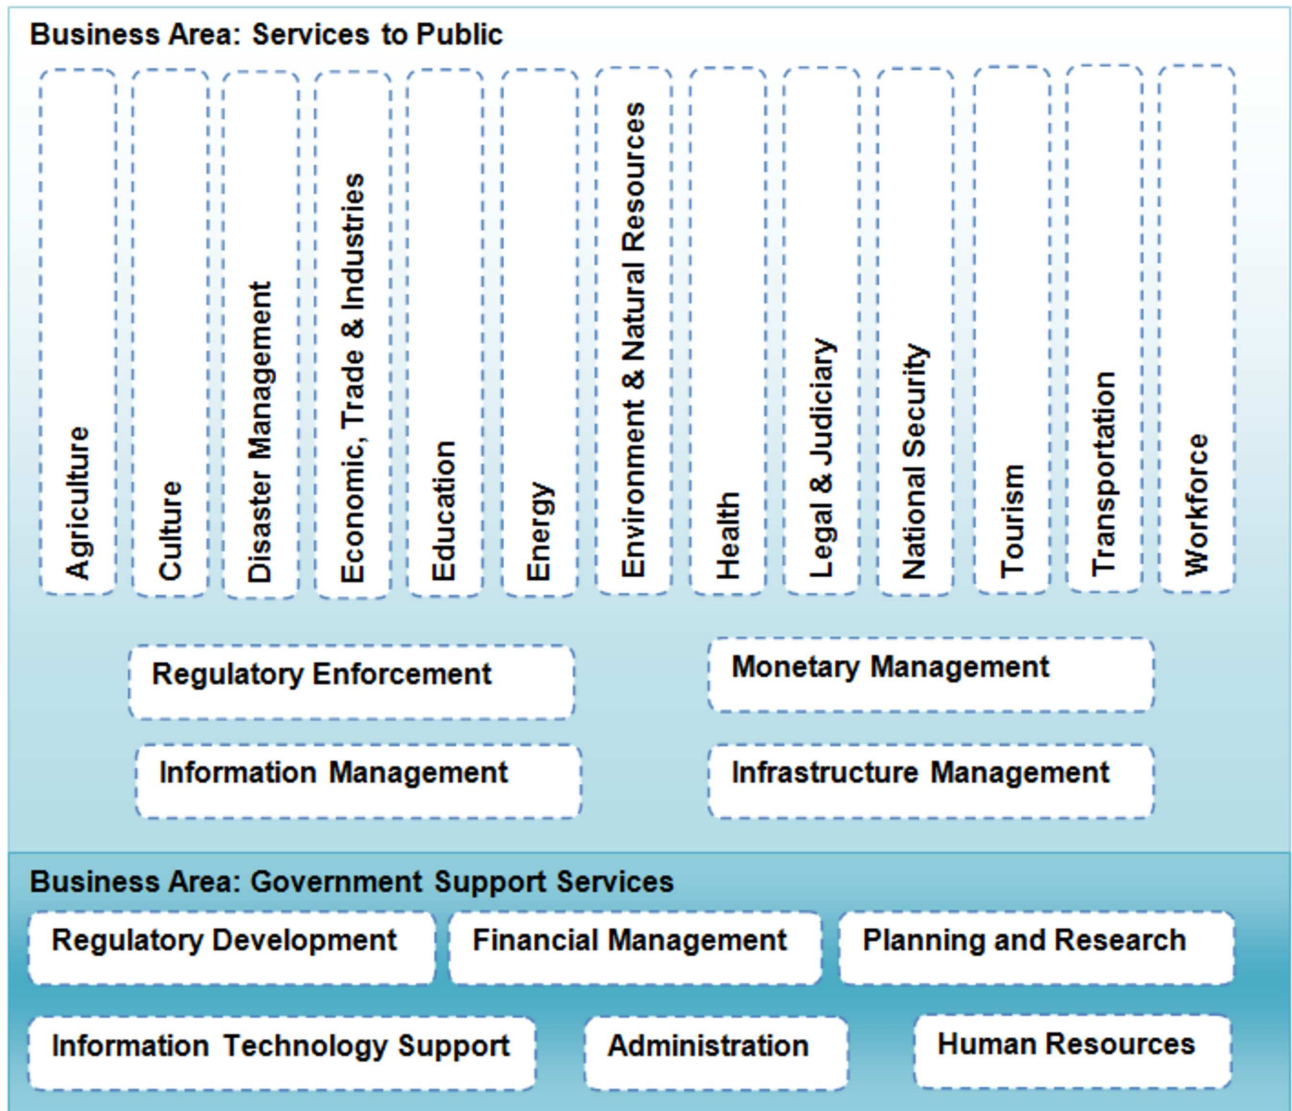 Business Area: Services to Public
Agriculture
Culture
Disaster Management
Economic, Trade & Industries
Education
Energy
Environment & Natural Resources
Health
Legal & Judiciary
National Security
Tourism
Transportation
Workforce
Regulatory Enforcement
Monetary Management
Information Management
Infrastructure Management
Business Area: Government Support Services
Regulatory Development
Financial Management
Planning and Research
Information Technology Support
Administration
Human Resources